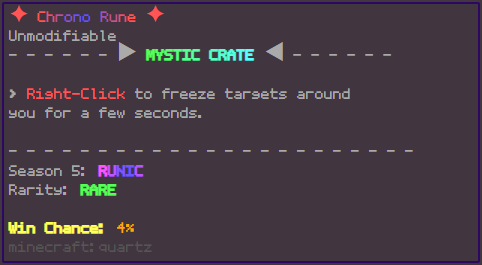 ✦ Chrono Rune ✦
Unmodifiable
- - - - - - ▶ MYSTIC CRATE ◀ - - - - - -
> Right-Click to freeze targets around
you for a few seconds.
- - - - - - - - - - - - - - - - - - - - - - - -
Season 5: RUNIC
Rarity: RARE
Win Chance: 4%
minecraft:quartz